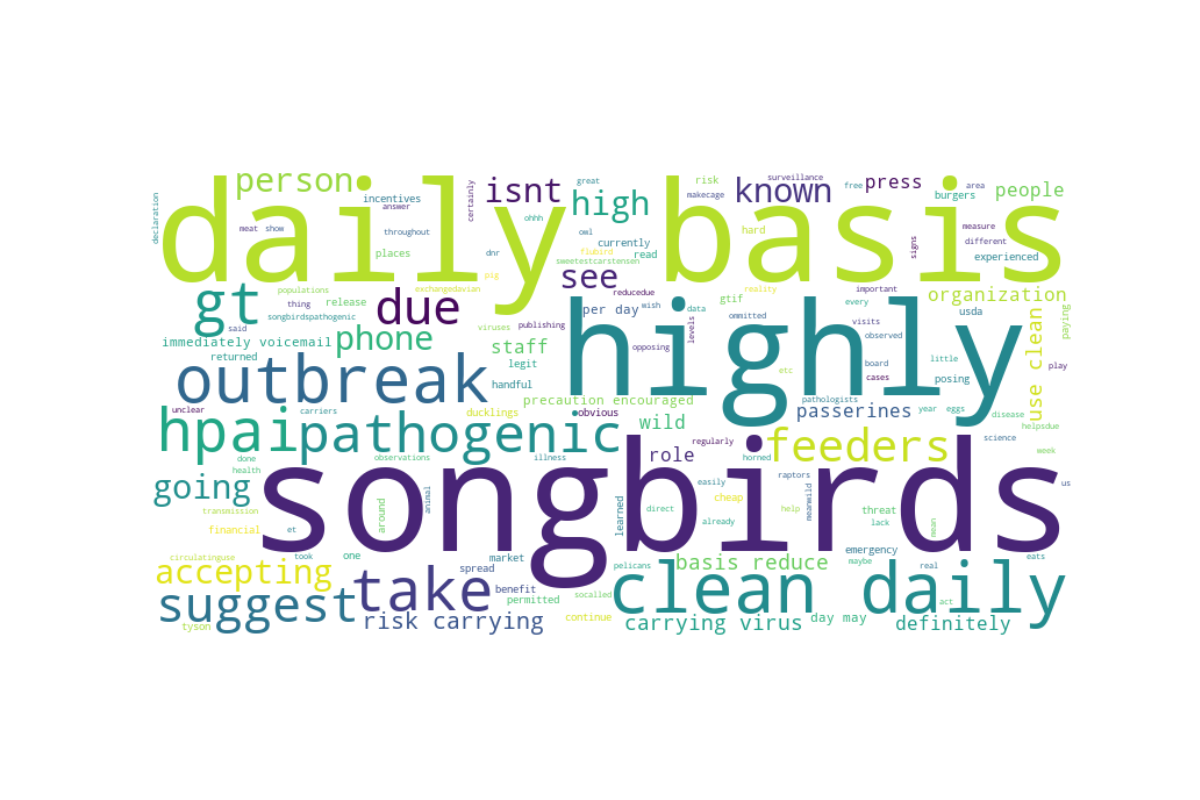 person
isnt
great
known
surveillance
press
free
area
people
risk
makecage
burgers
incentives
answer
high
ohhh
certainly
declaration
daily basis
meat show
throughout
owl
hard
measure
different
signs
places
dnr
currently
read
flubird
sweetestcarstensen
experienced
see
pig
exchangedavian
reality
gt
populations
due
thing
release
reducedue
wish
data
important
every
organization
songbirdspathogenic
per day
gtif
usda
said
phone
viruses
publishing
ommitted
levels
visits
observed
highly
paying
immediately voicemail
staff
opposing
returned
legit
board
little
play
outbreak
handful
cases
posing
etc
precaution encouraged
pathologists
year
eggs
use clean
unclear
carriers
ducklings
obvious
passerines
disease
hpai
pathogenic
wild
helpsdue
regularly
feeders
science
done
observations
illness
role
horned
week
health
raptors
us
going
animal
songbirds
easily
meanwild
learned
cheap
help
transmission
around
direct
threat
financial
et
already
lack
mean
circulatinguse
took
one
market
emergency
eats
accepting
take
spread
pelicans
basis reduce
maybe
real
benefit
socalled
clean daily
suggest
permitted
act
tyson
risk carrying
continue
carrying virus
day may
definitely